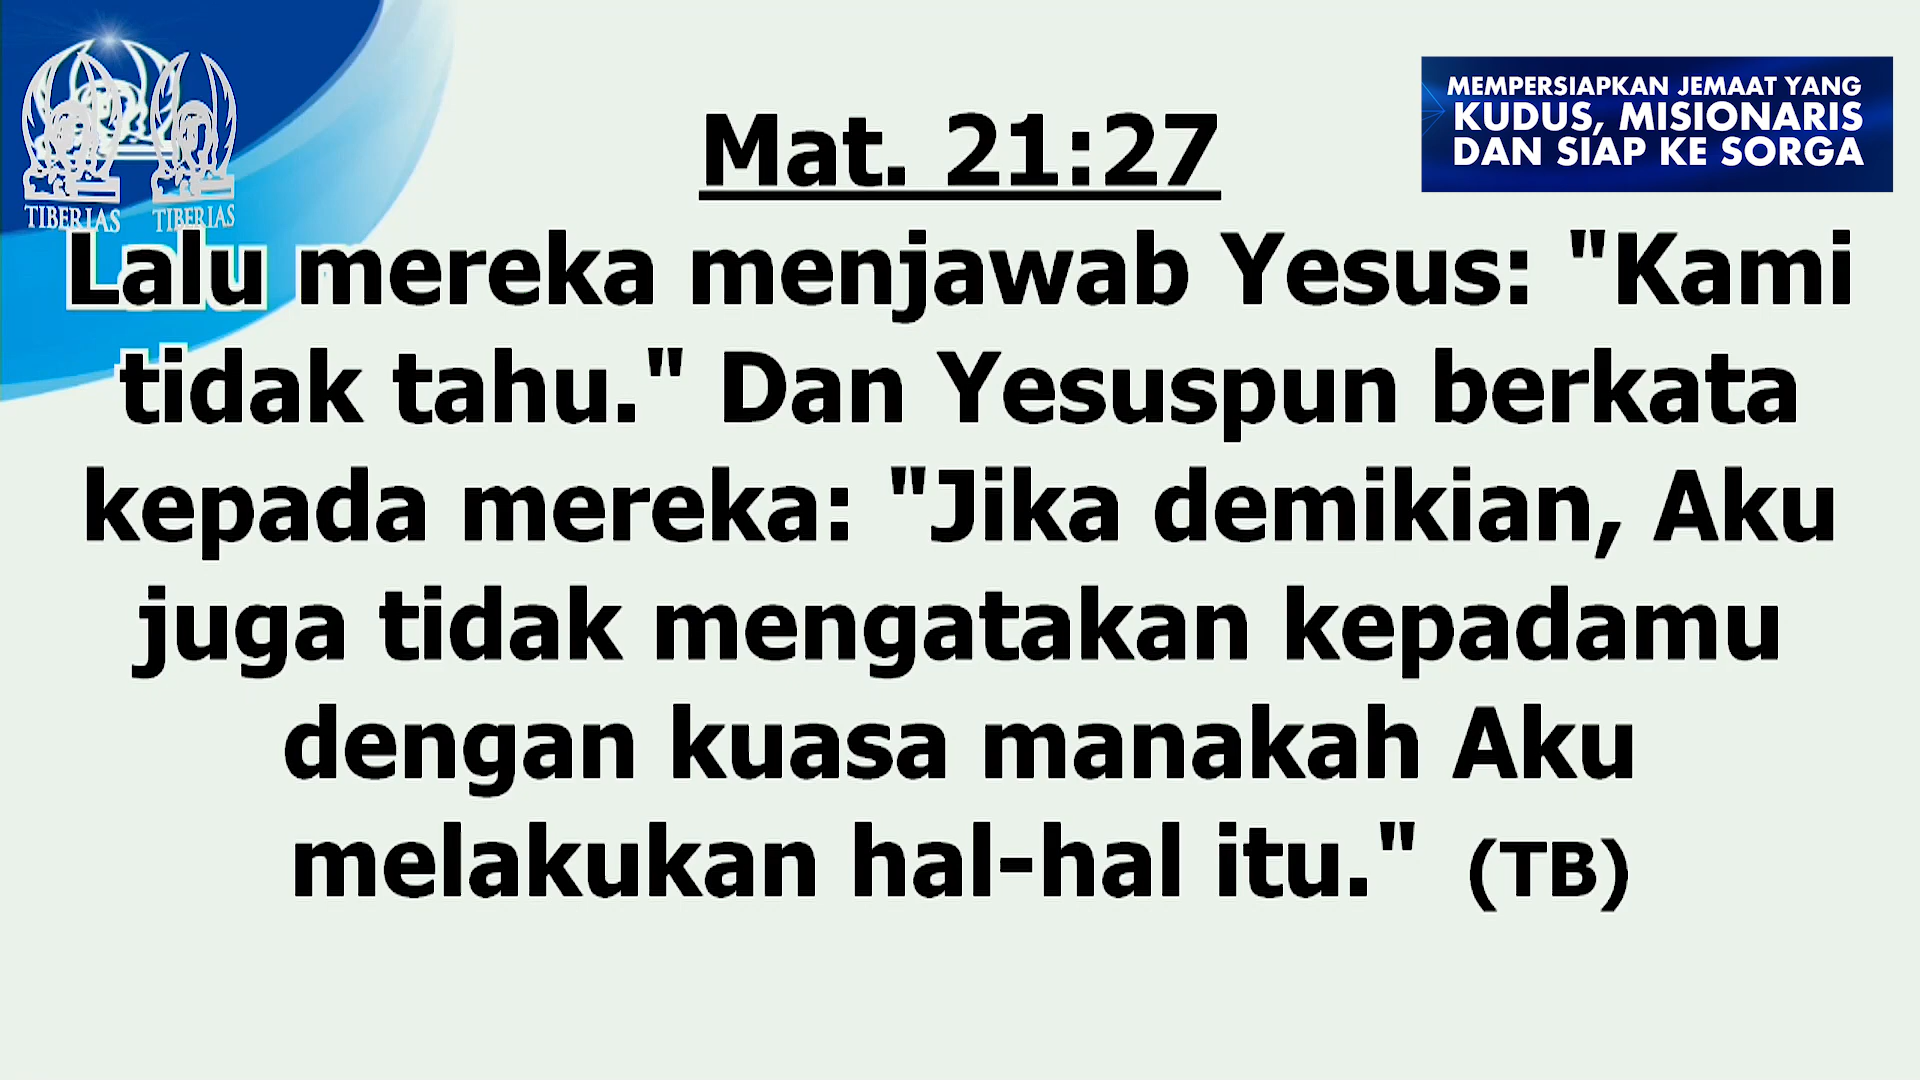 TIBERIAS
TIBERIAS
MEMPERSIAPKAN JEMAAT YANG
KUDUS, MISIONARIS
DAN SIAP KE SORGA
Mat. 21:27
Lalu mereka menjawab Yesus: "Kami
tidak tahu." Dan Yesuspun berkata
kepada mereka: "Jika demikian, Aku
juga tidak mengatakan kepadamu
dengan kuasa manakah Aku
melakukan hal-hal itu." (TB)